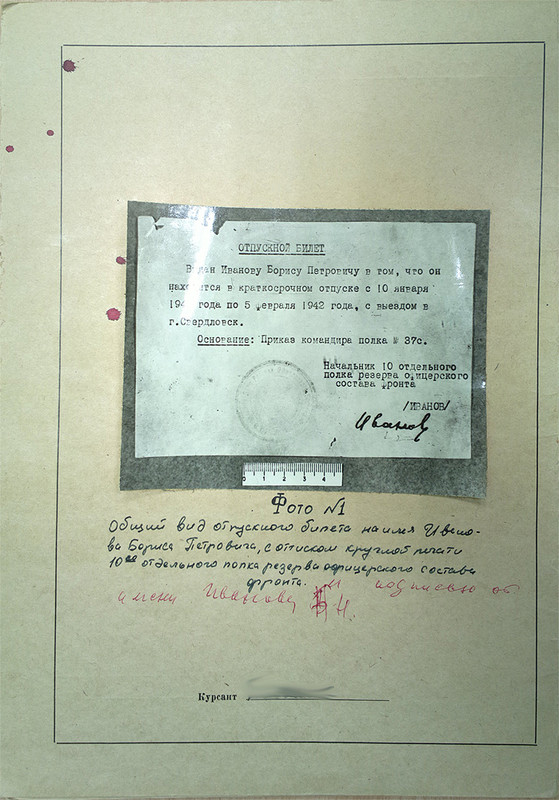 ОТПУСКНОЙ БИЛЕТ
Выдан Иванову Борису Петровичу в том, что он
находится в краткосрочном отпуске с 10 января
194 года по 5 февраля 1942 года, с выездом в
г.Свердловск.
Основание: Приказ командира полка № 37с.
Начальник 10 отдельного
полка резерва офицерского
состава фронта
/ИВАНОВ/
Иванов
0 1 2 3 4
Фото №1
Общий вид отпускного билета на имя Ивано-
ва Бориса Петровича, с оттиском круглой печати
10го отдельного полка резерва офицерского состава
фронта. и подписью от
имени Иванова Н.
Курсант